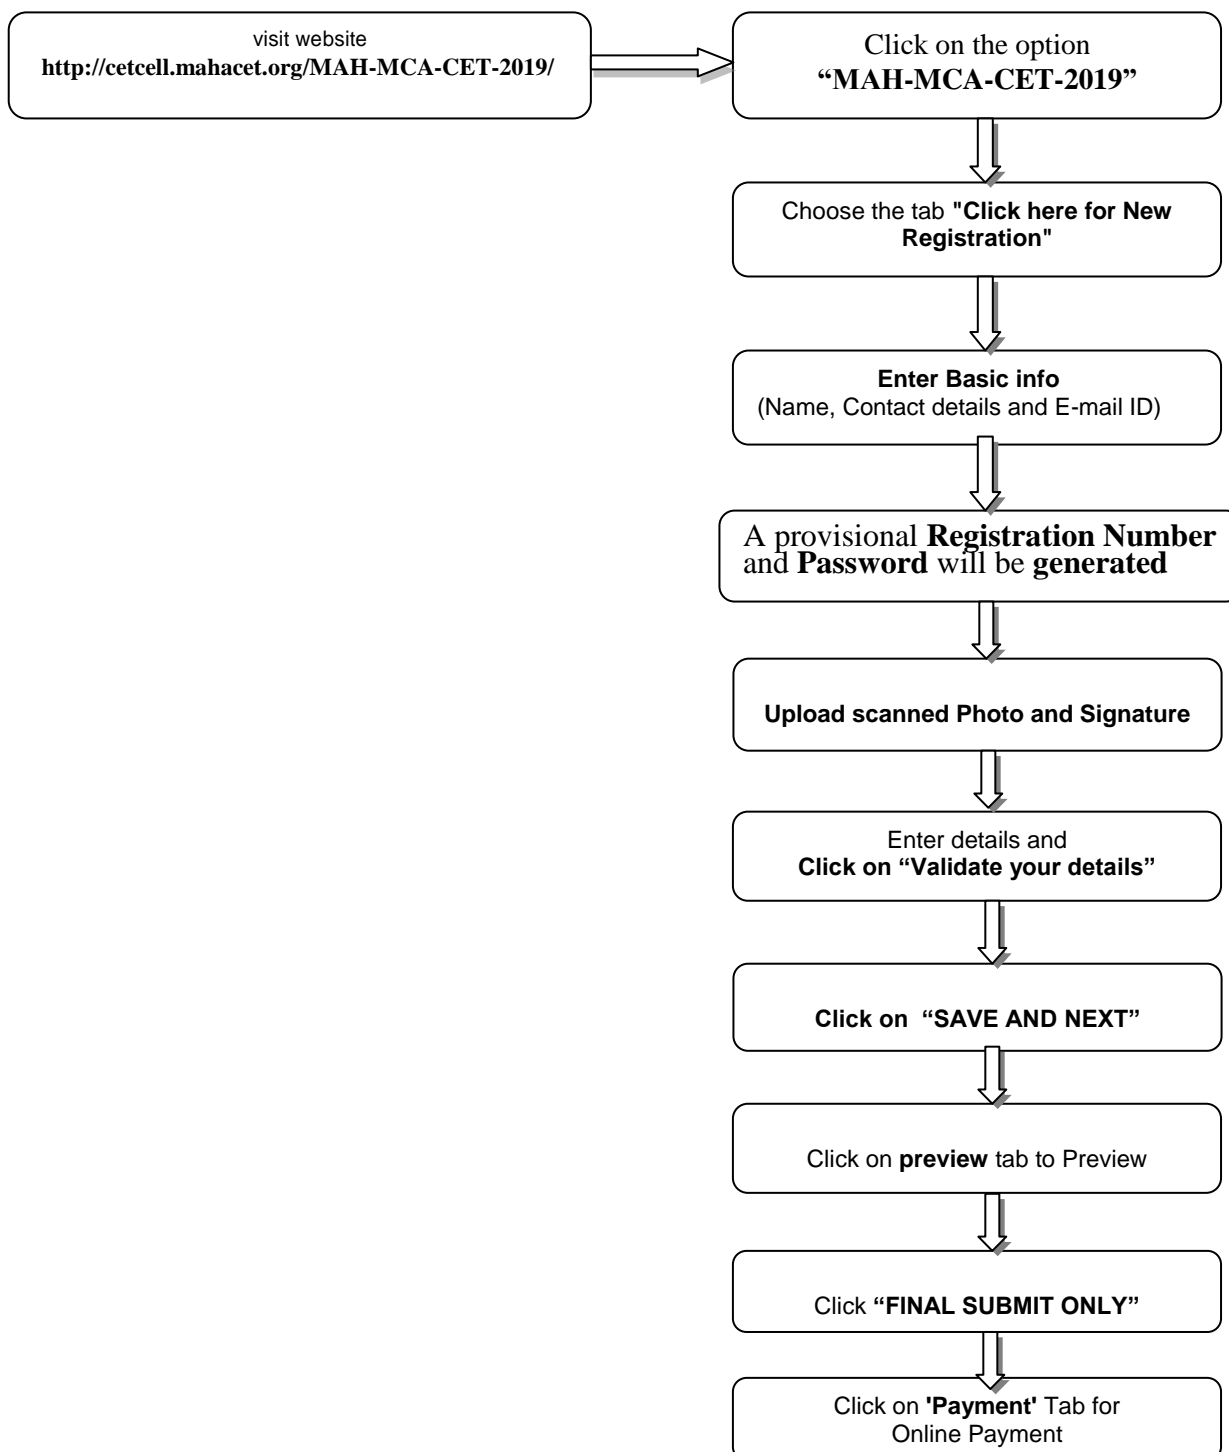 visit website
http://cetcell.mahacet.org/MAH-MCA-CET-2019/
Click on the option
“MAH-MCA-CET-2019”
Choose the tab "Click here for New
Registration"
Enter Basic info
(Name, Contact details and E-mail ID)
A provisional Registration Number
and Password will be generated
Upload scanned Photo and Signature
Enter details and
Click on “Validate your details”
Click on “SAVE AND NEXT”
Click on preview tab to Preview
Click “FINAL SUBMIT ONLY”
Click on 'Payment' Tab for
Online Payment